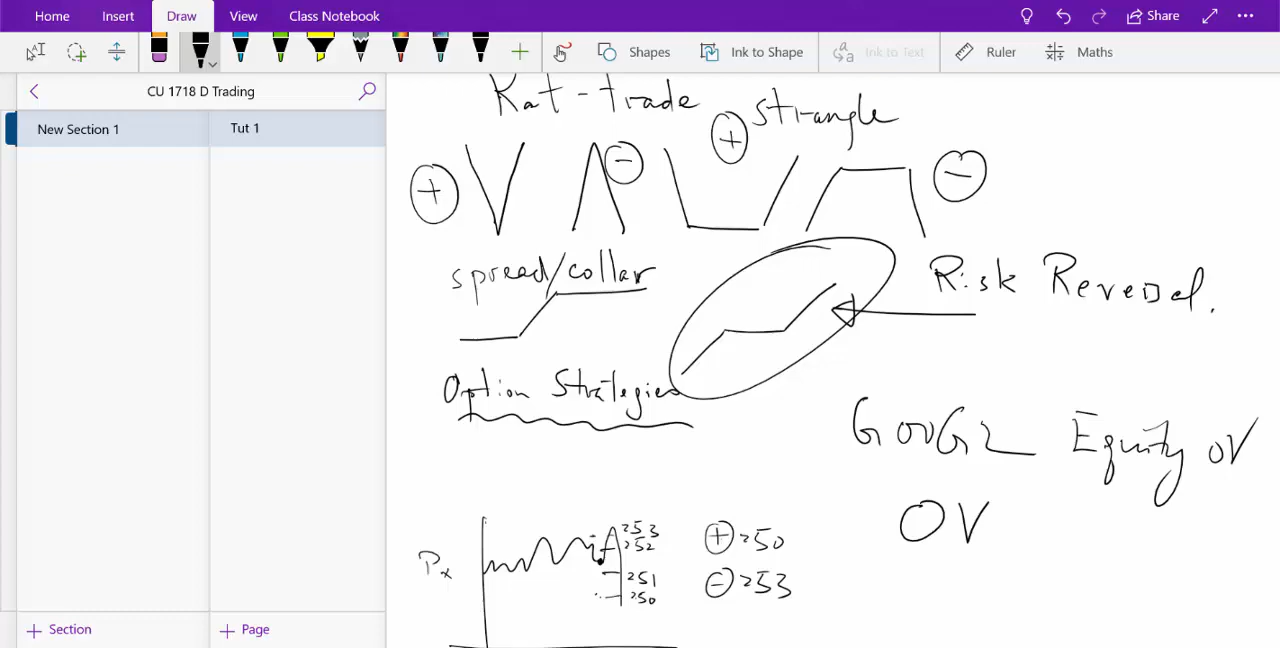 Home Insert Draw View Class Notebook
Share
Shapes Ink to Shape Ink to Text Ruler Maths
CU 1718 D Trading
New Section 1 Tut 1
Section Page
Rat-trade
+ strangle
+ − −
spread/collar
Risk Reversal.
Option Strategies
GOOG2 Equity OV
OV
Px
253
252 + 250
251 − 253
250